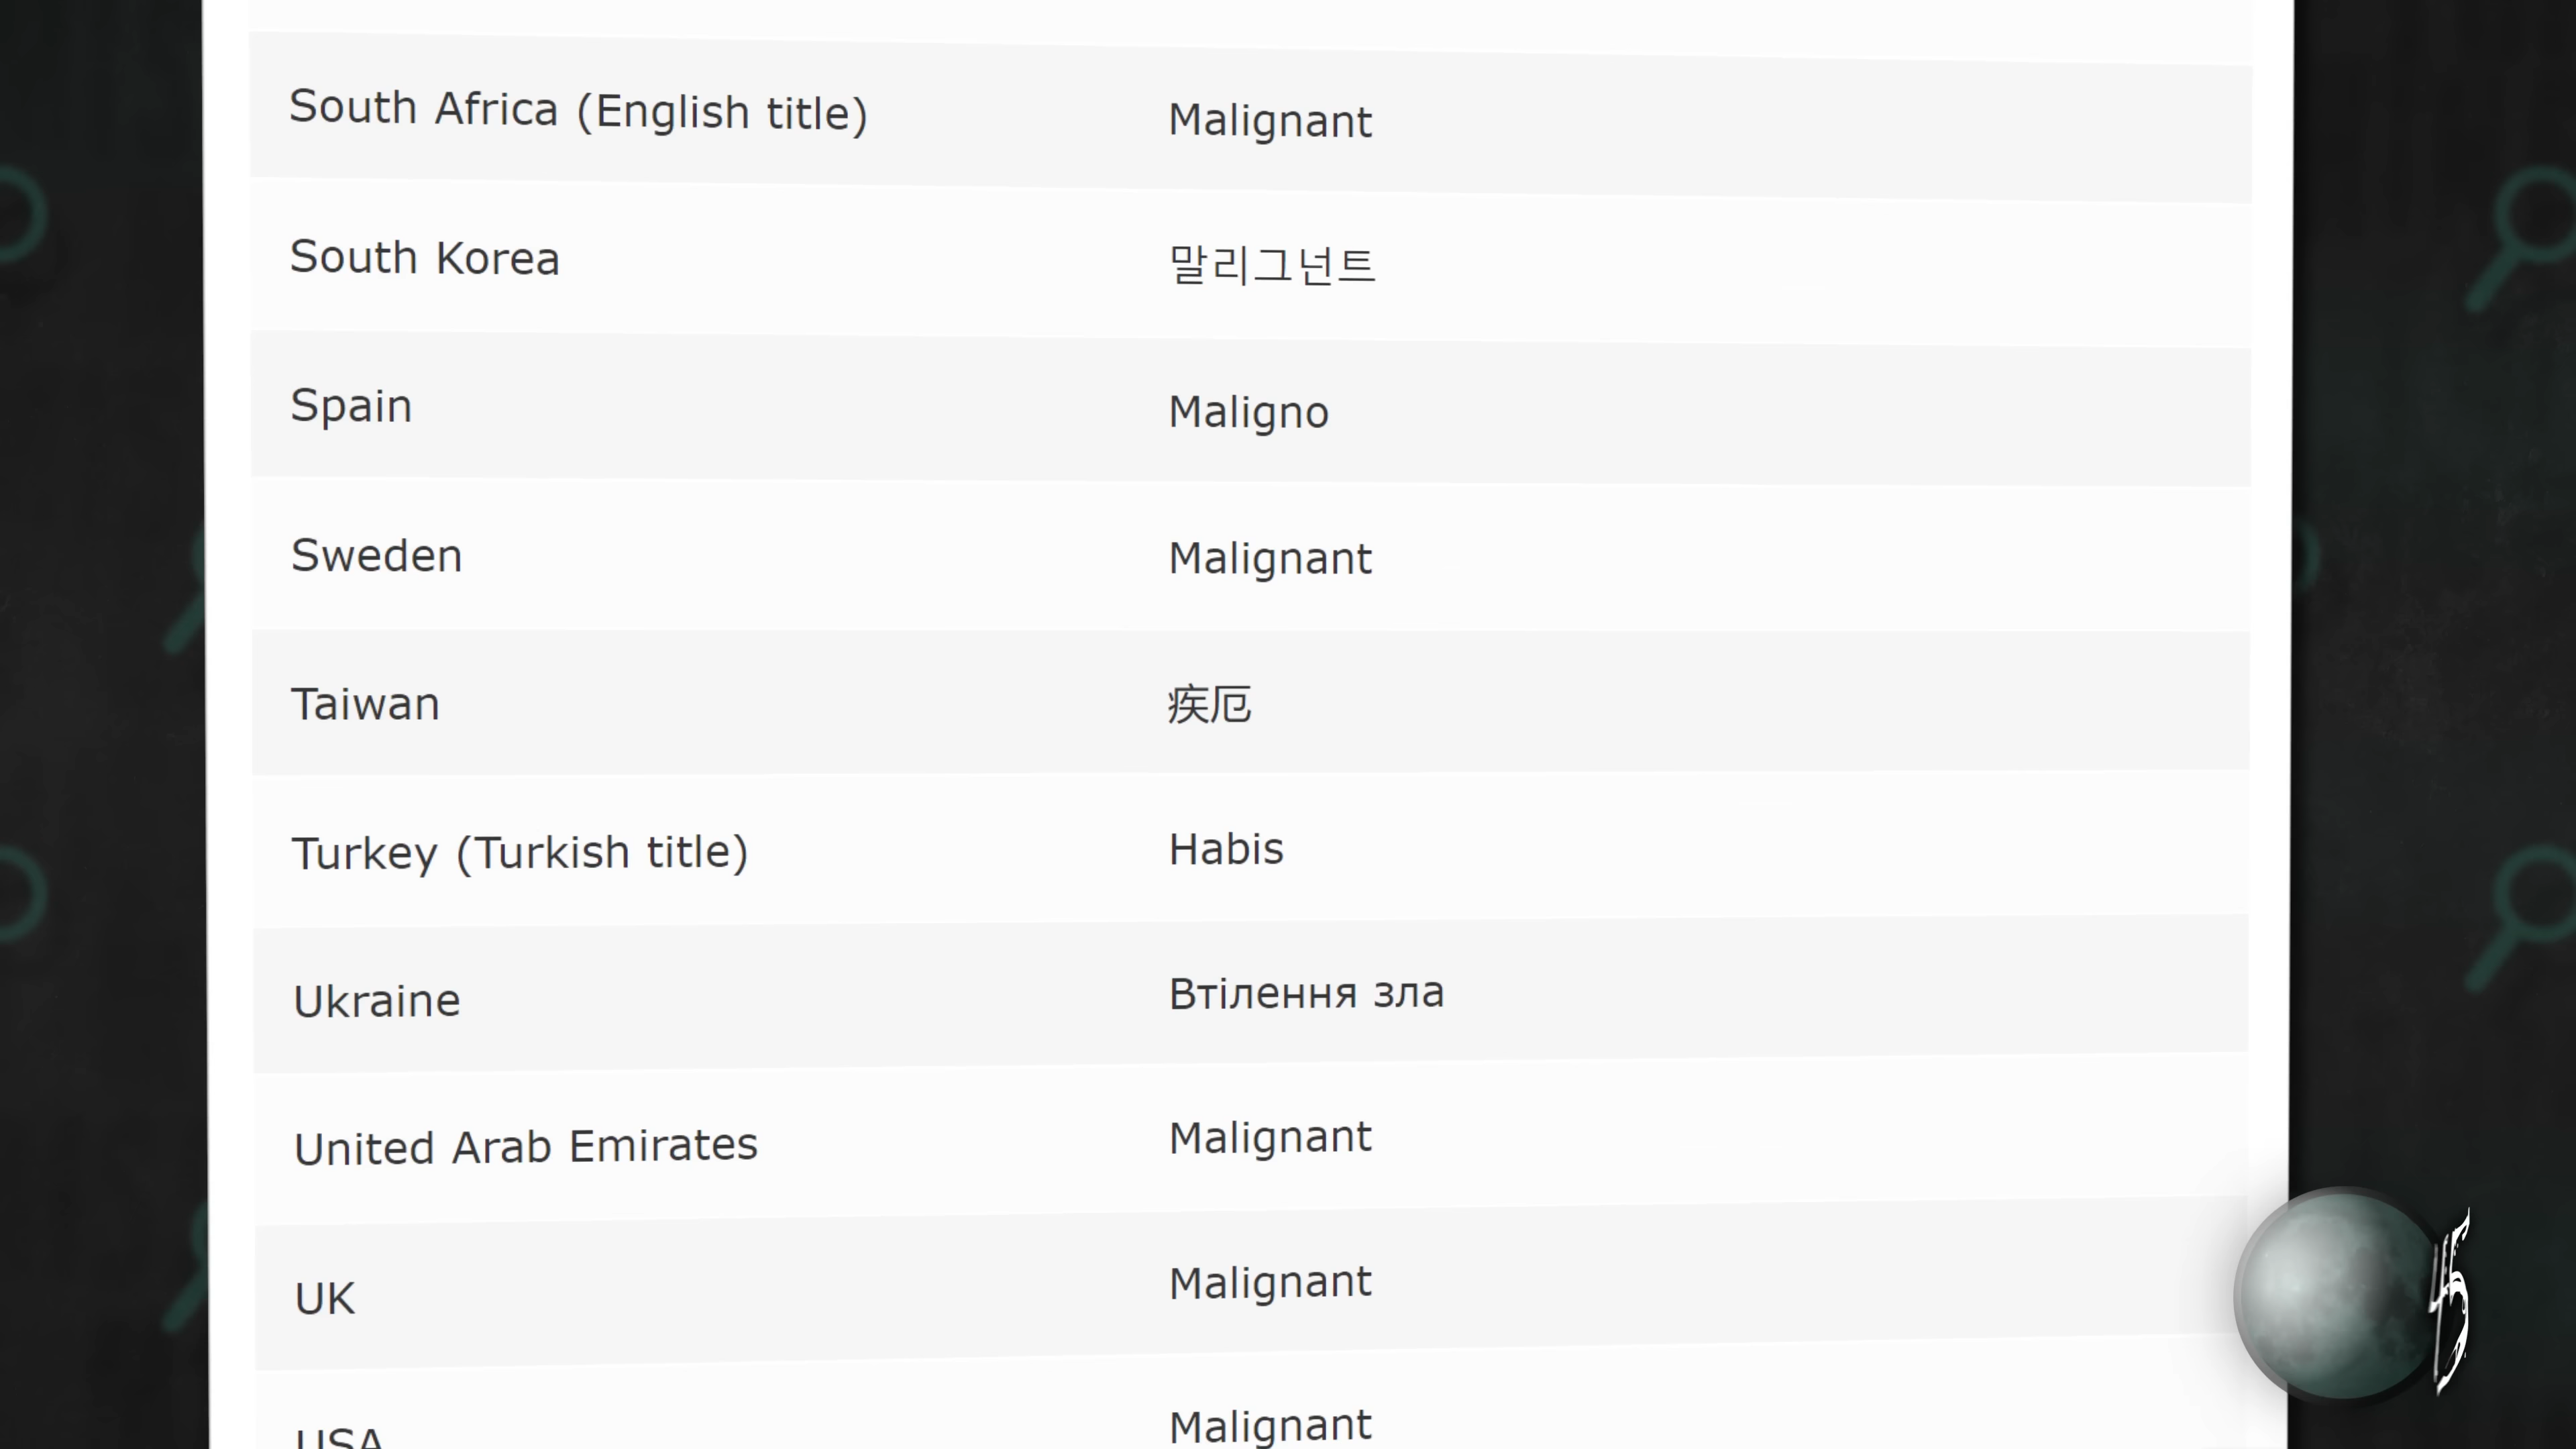 South Africa (English title) Malignant
South Korea 말리그넌트
Spain Maligno
Sweden Malignant
Taiwan 疾厄
Turkey (Turkish title) Habis
Ukraine Втілення зла
United Arab Emirates Malignant
UK Malignant
USA Malignant